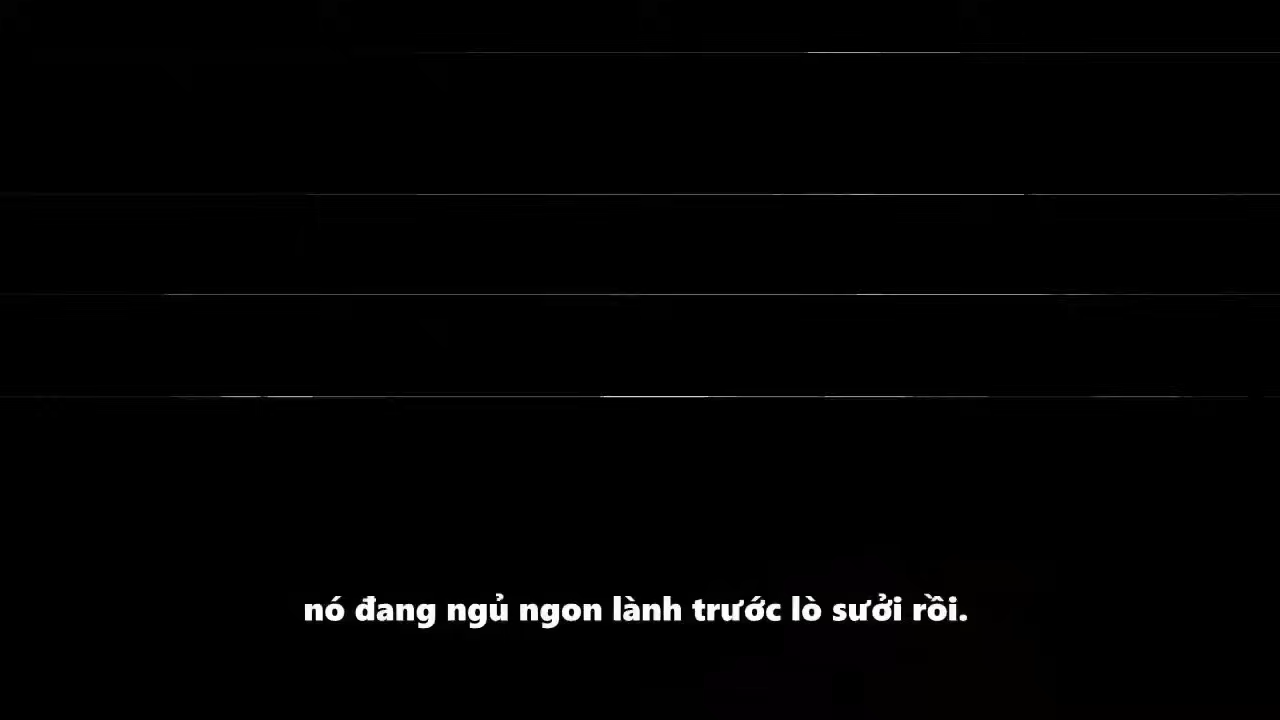 nó đang ngủ ngon lành trước lò sưởi rồi.